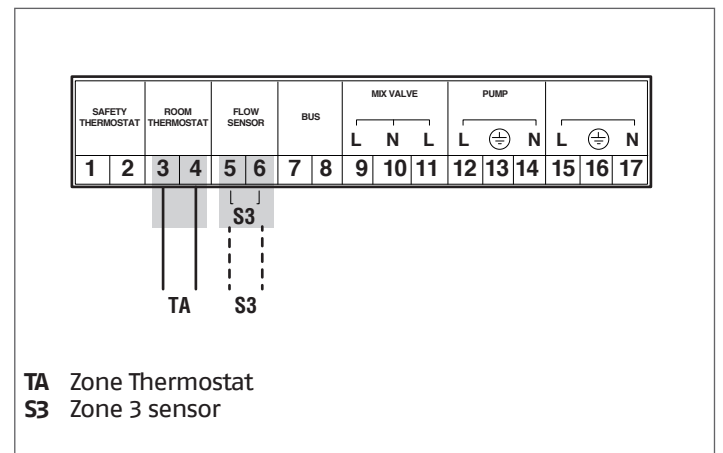 SAFETY THERMOSTAT
ROOM THERMOSTAT
FLOW SENSOR
BUS
MIX VALVE
PUMP
L N L L N L N
1 2 3 4 5 6 7 8 9 10 11 12 13 14 15 16 17
S3
TA S3
TA Zone Thermostat
S3 Zone 3 sensor